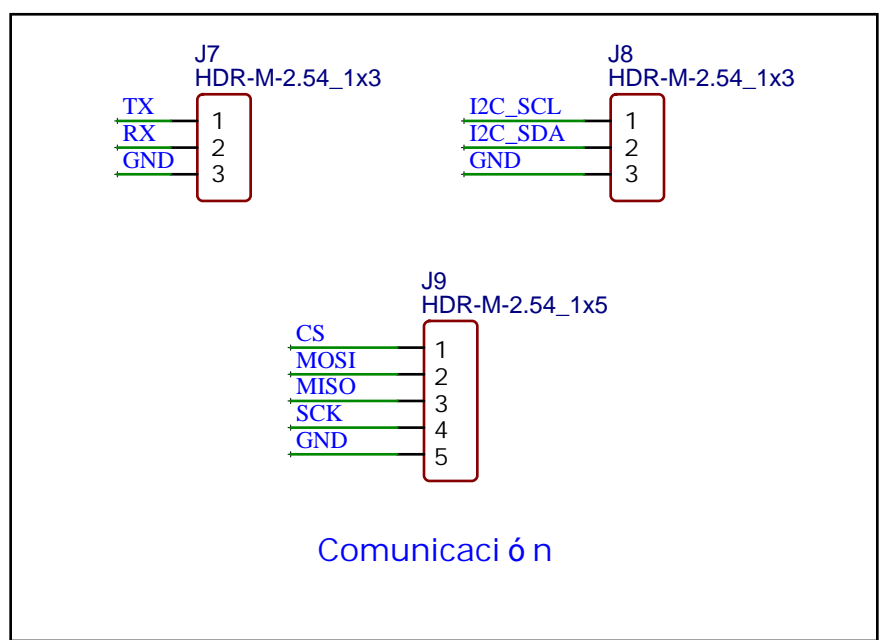 J7
HDR-M-2.54_1x3
TX
1
RX
2
GND
3
J8
HDR-M-2.54_1x3
I2C_SCL
1
I2C_SDA
2
GND
3
J9
HDR-M-2.54_1x5
CS
1
MOSI
2
MISO
3
SCK
4
GND
5
Comunicación